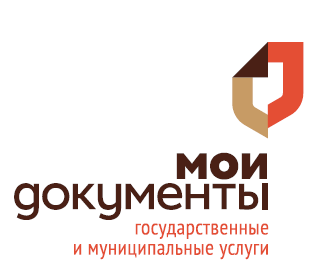 мои
документы
государственные
и муниципальные услуги